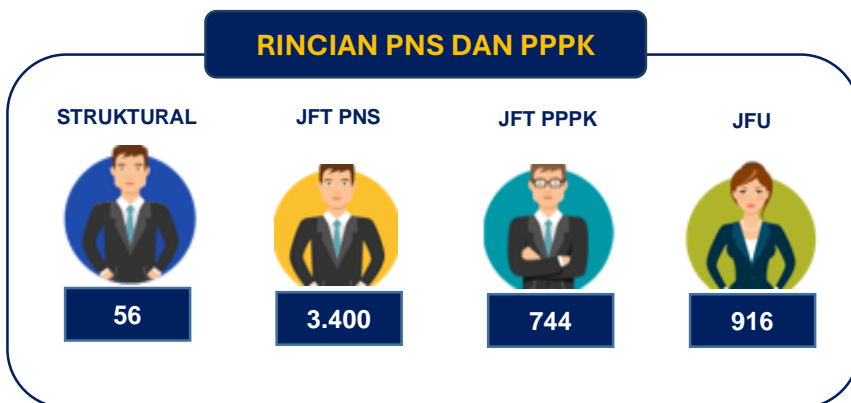 RINCIAN PNS DAN PPPK
STRUKTURAL
JFT PNS
JFT PPPK
JFU
56
3.400
744
916